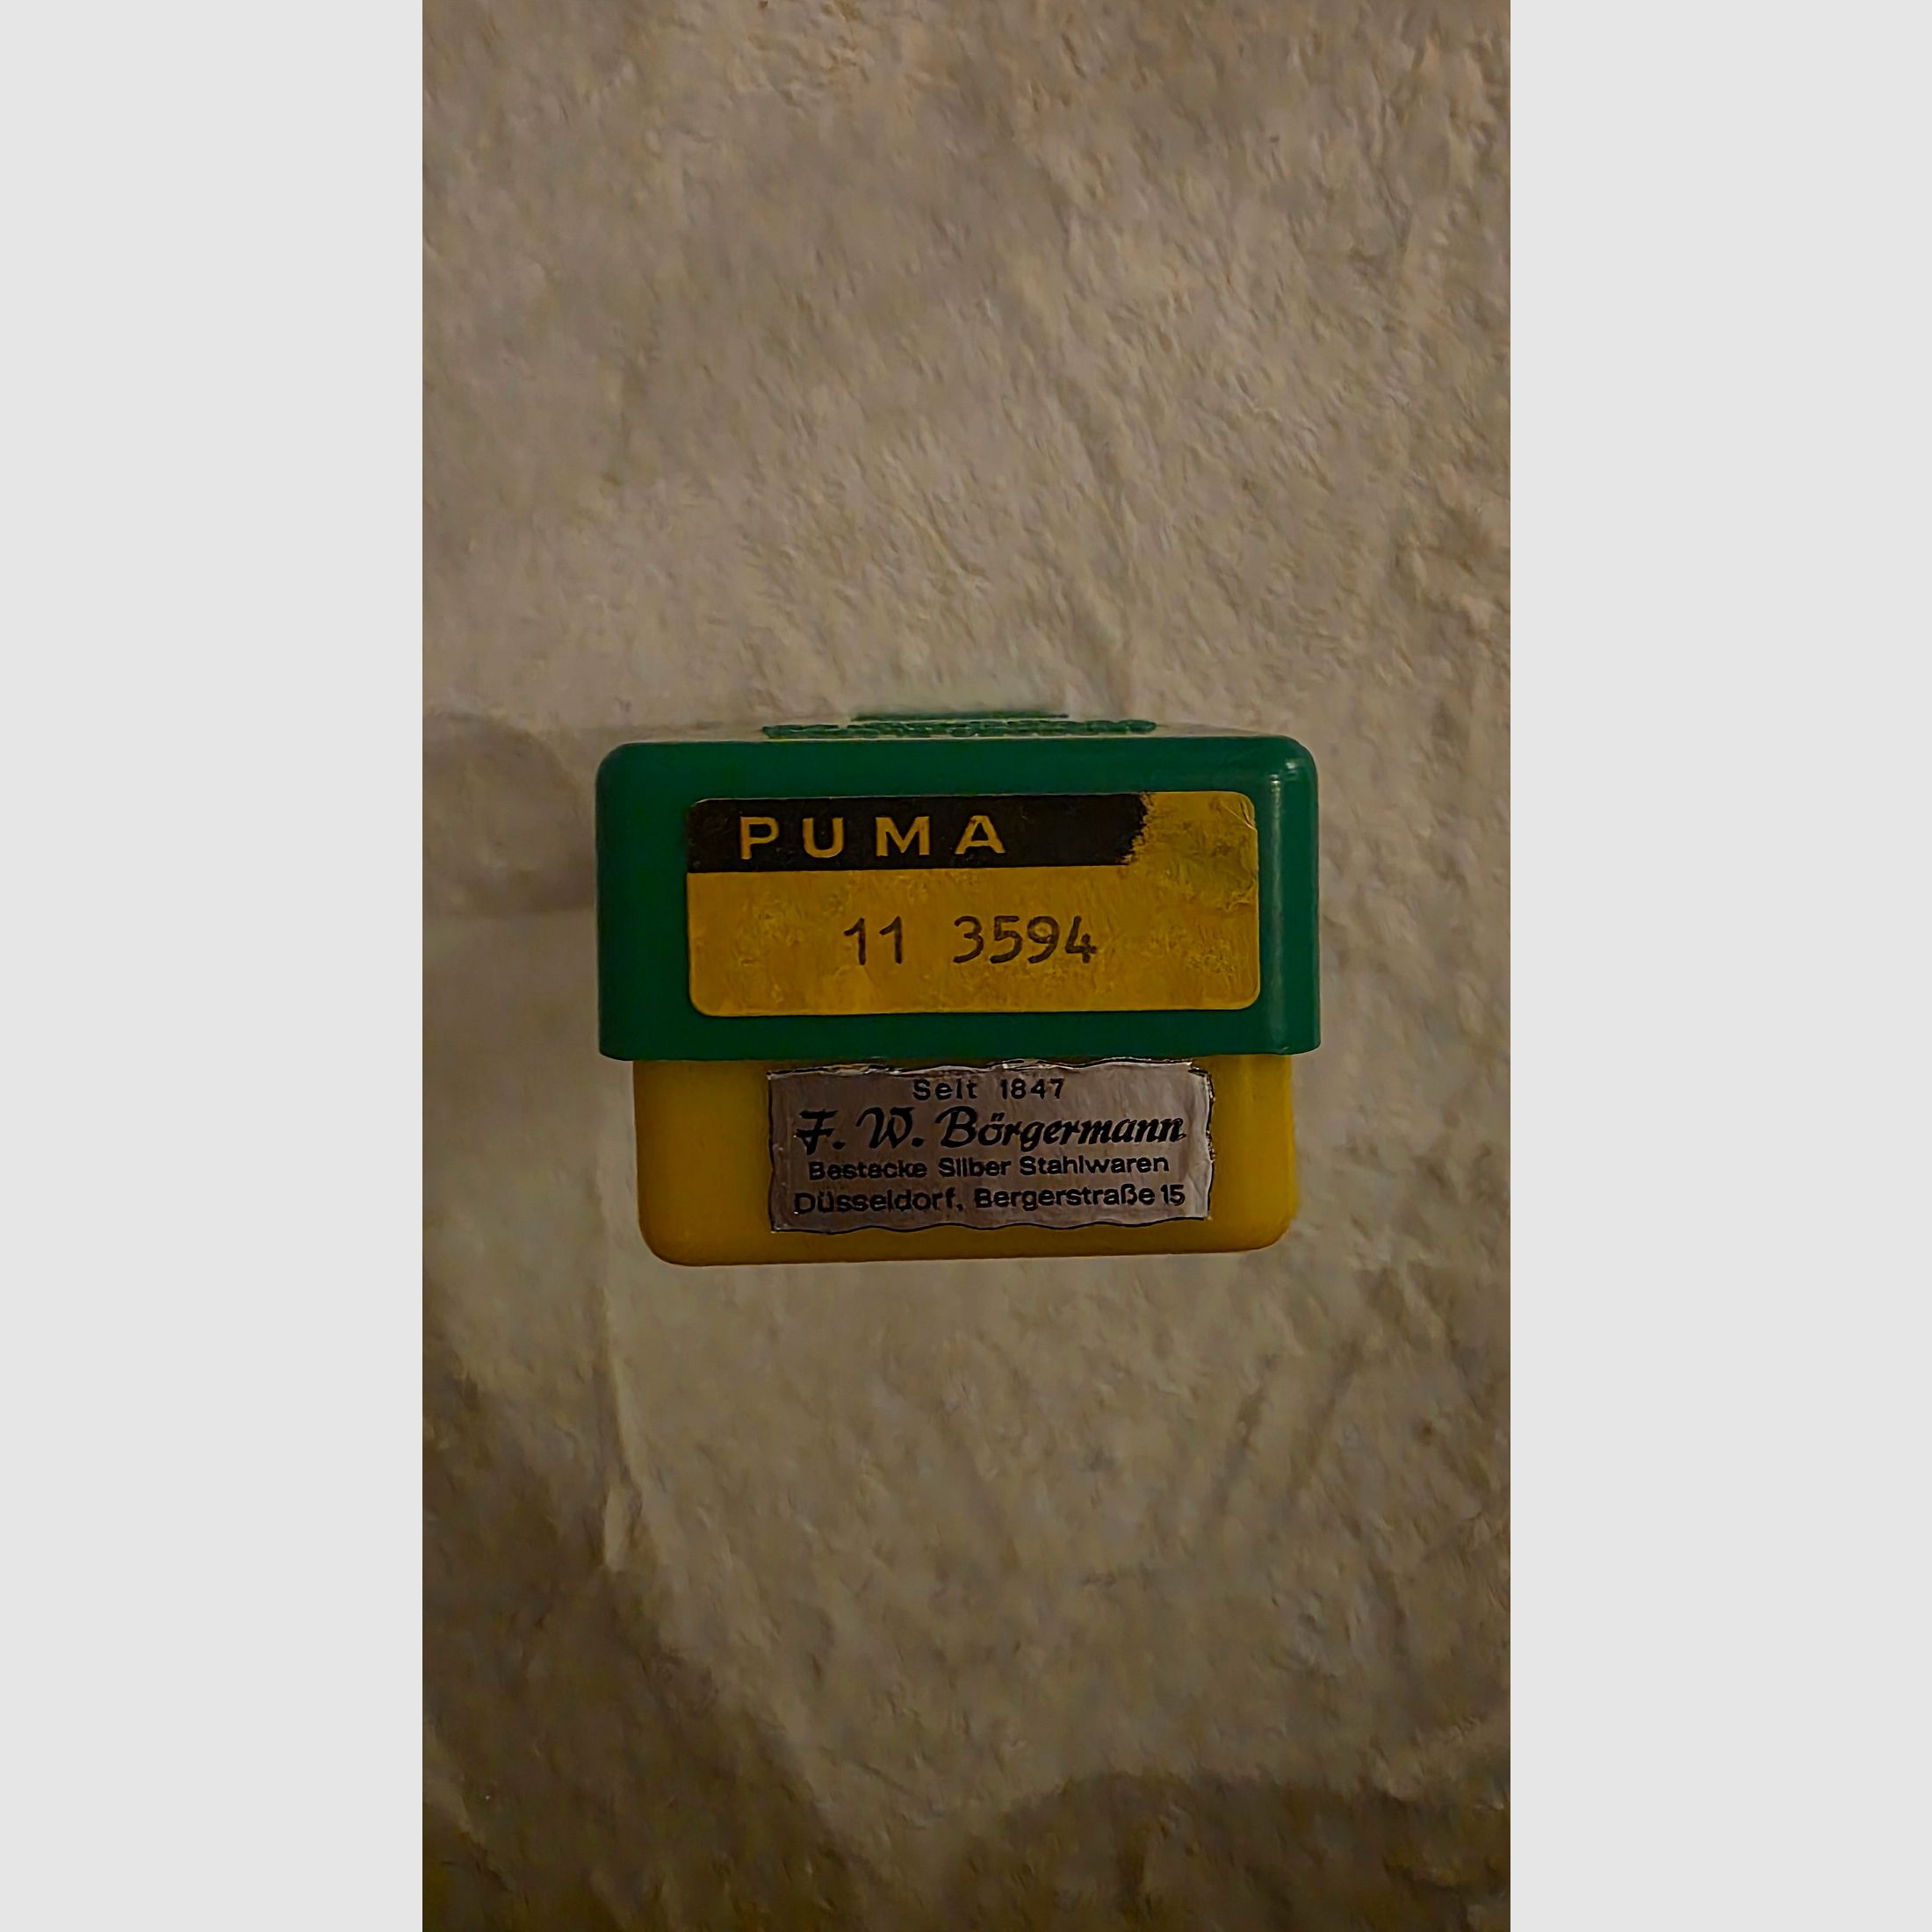 PUMA
11 3594
Seit 1847
F. W. Börgermann
Bestecke Silber Stahlwaren
Düsseldorf, Bergerstraße 15